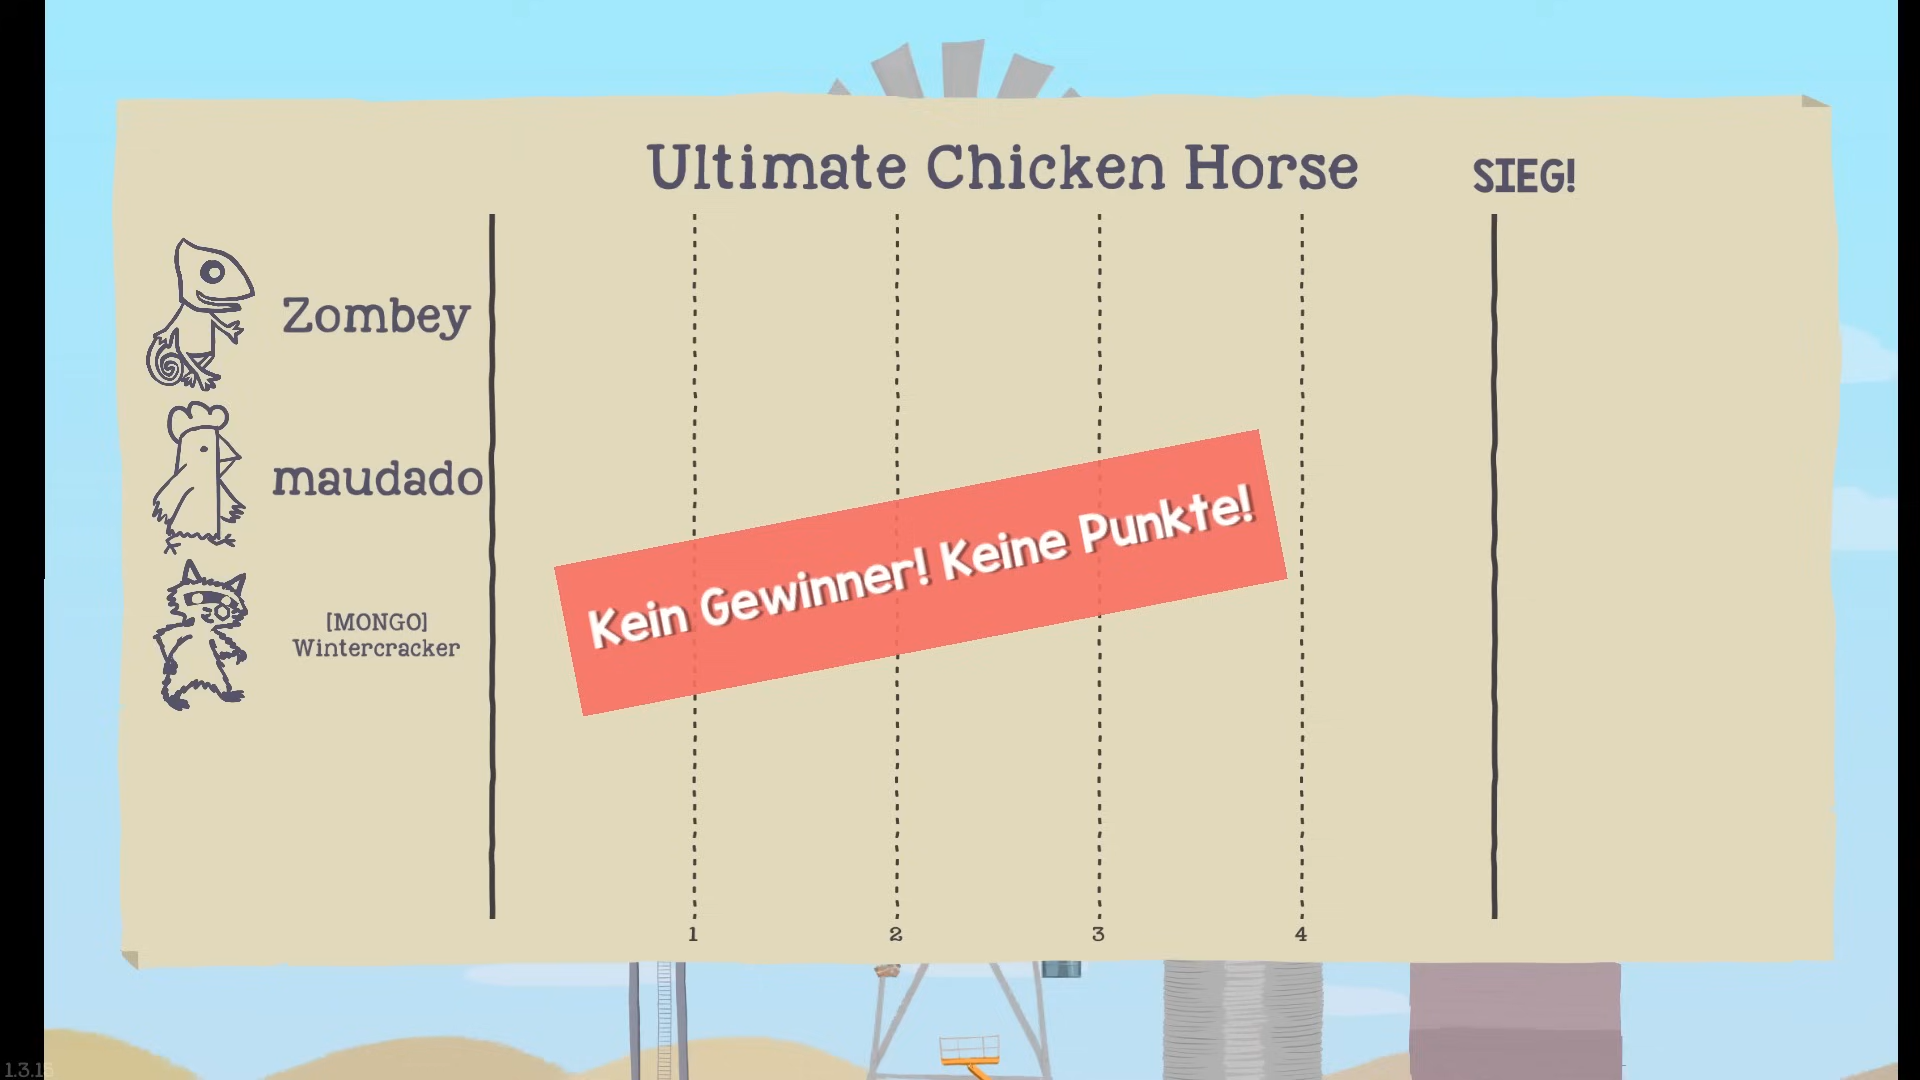 Ultimate Chicken Horse
SIEG!
Zombey
maudado
[MONGO]
Wintercracker
Kein Gewinner! Keine Punkte!
1
2
3
4